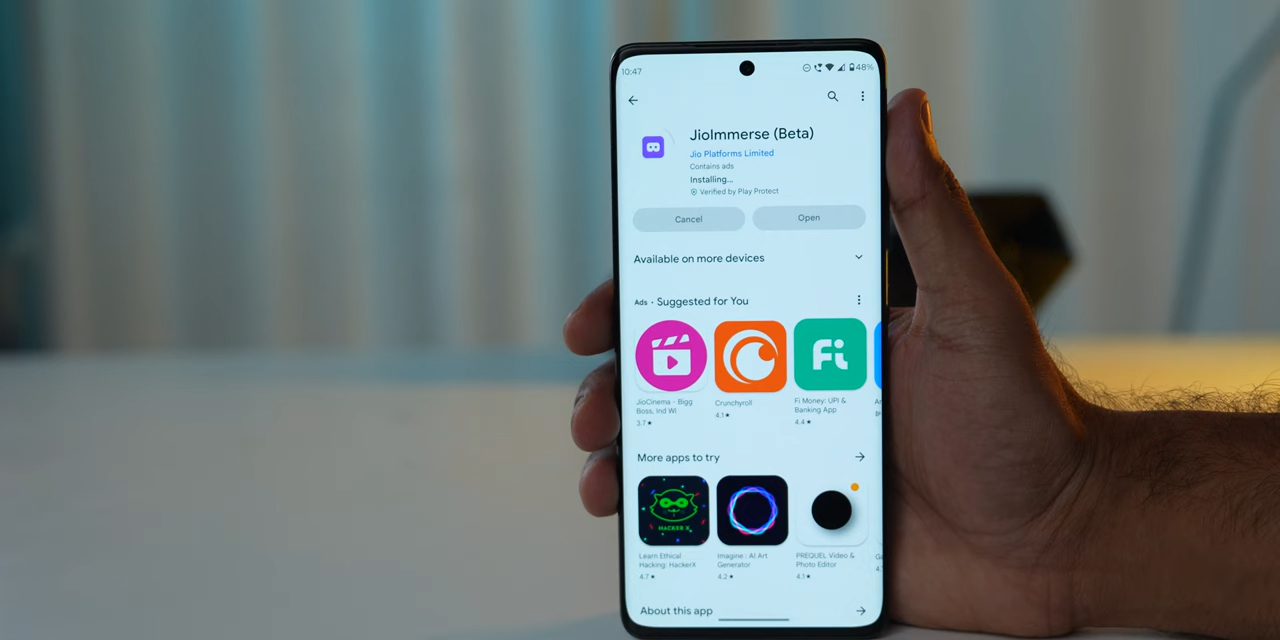 10:47
48%
JioImmerse (Beta)
Jio Platforms Limited
Contains ads
Installing...
Verified by Play Protect
Cancel
Open
Available on more devices
Ads · Suggested for You
Fi
JioCinema - Bigg
Boss, Ind WI
3.7★
Crunchyroll
4.1★
Fi Money: UPI &
Banking App
4.4★
More apps to try
HACKER X
Learn Ethical
Hacking: HackerX
4.7★
Imagine : AI Art
Generator
4.2★
PREQUEL Video &
Photo Editor
4.1★
About this app